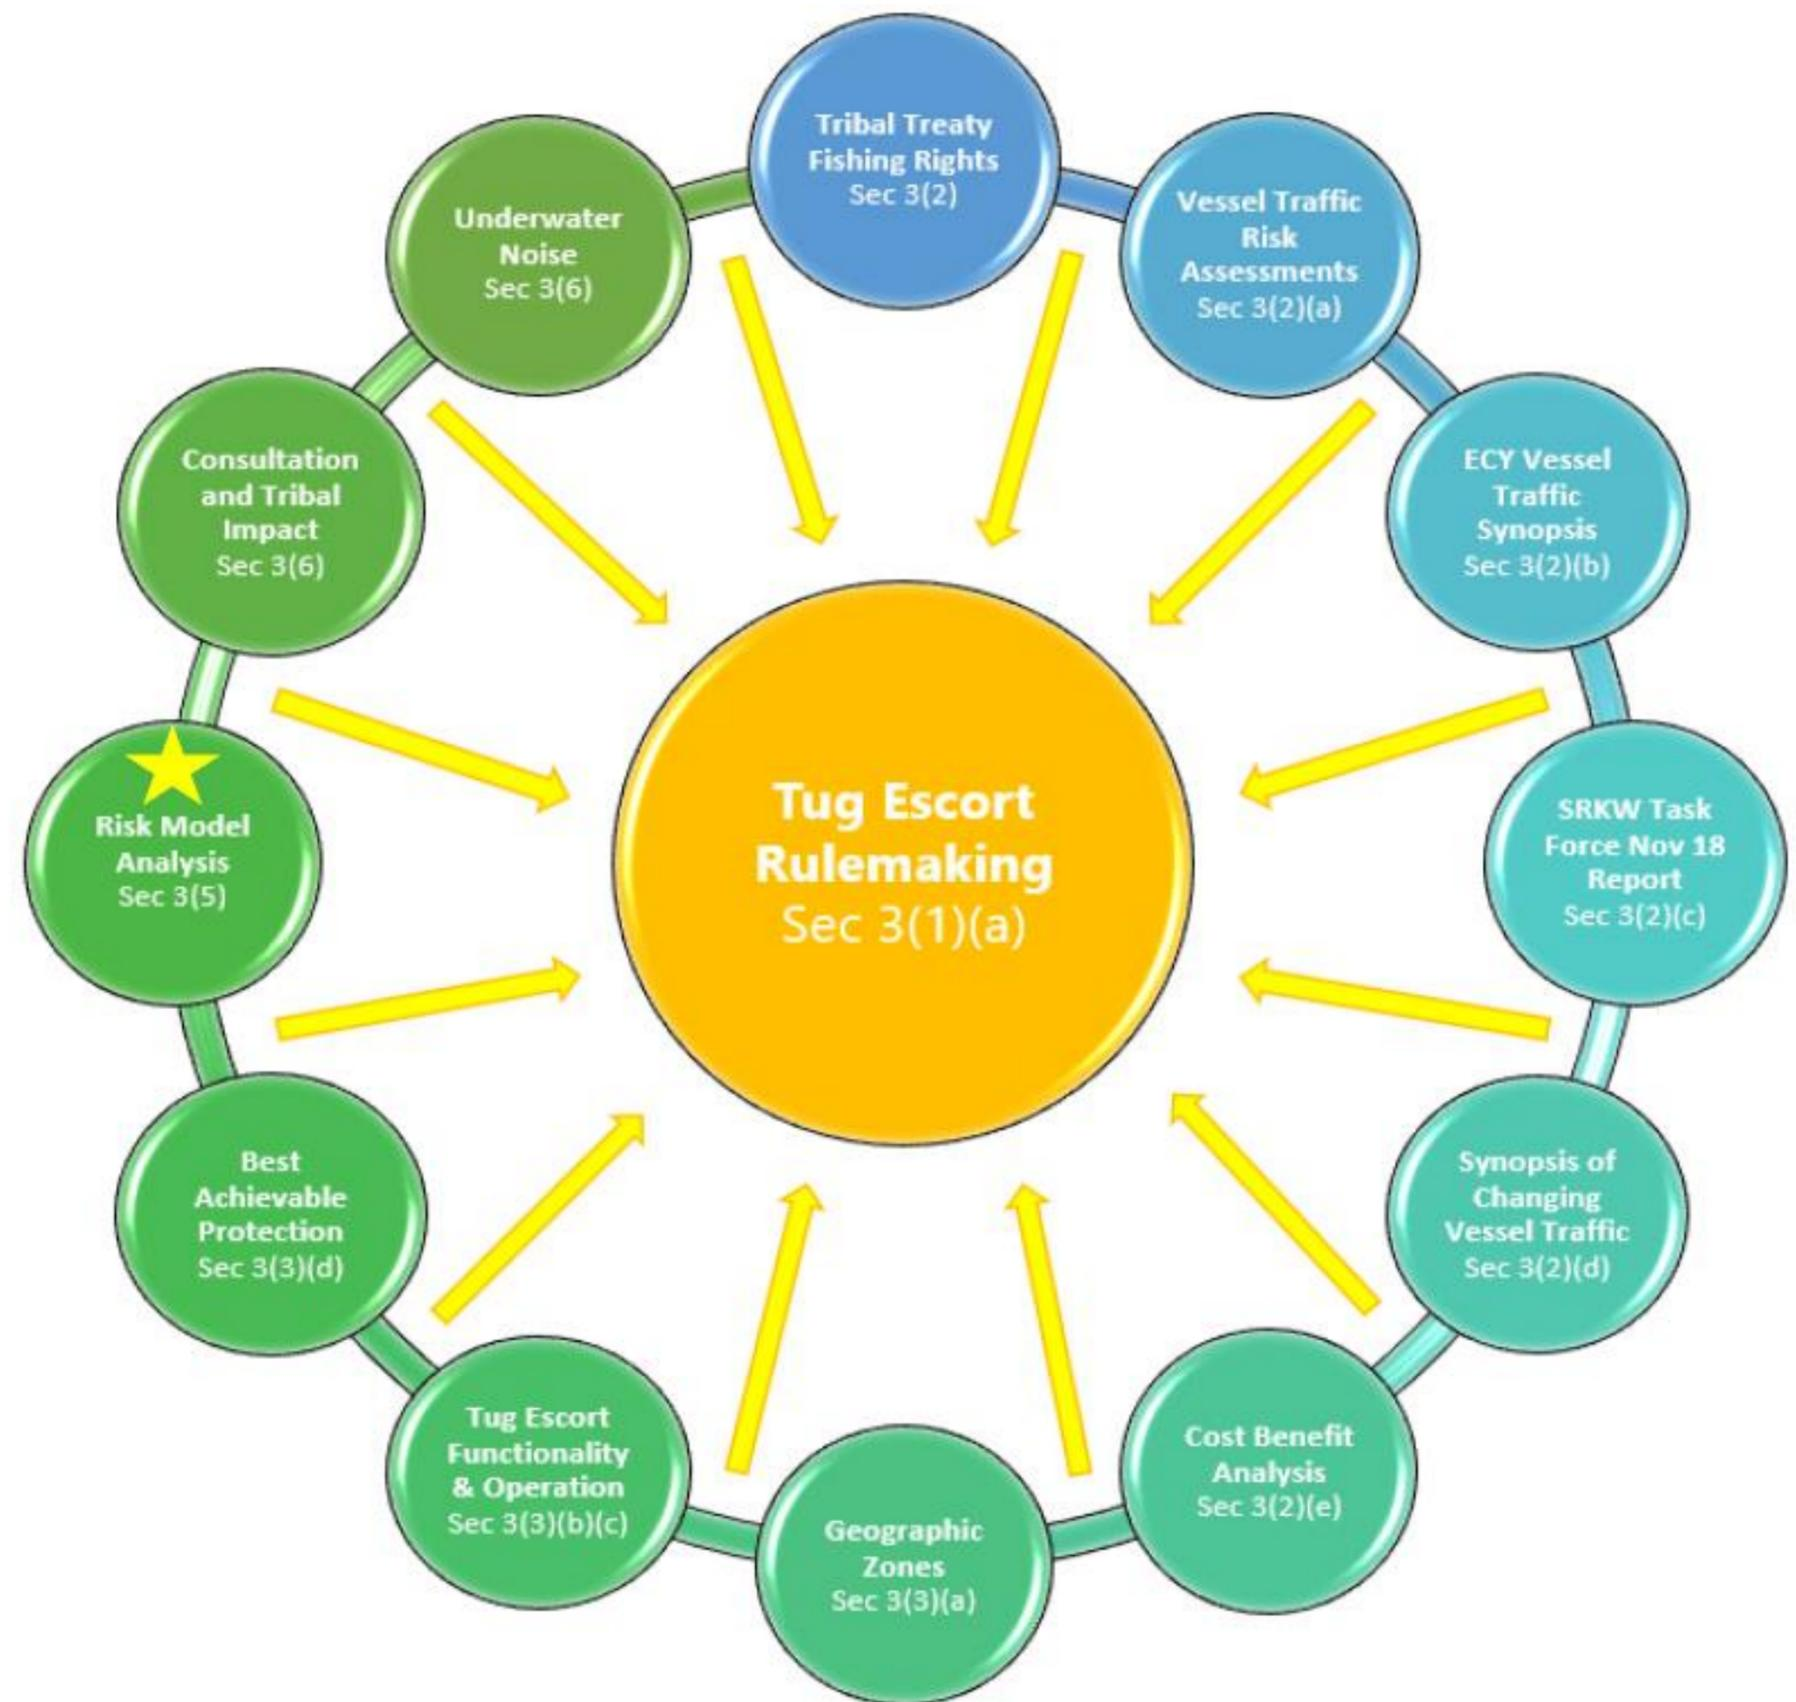 Tribal Treaty
Fishing Rights
Sec 3(2)
Vessel Traffic
Risk
Assessments
Sec 3(2)(a)
ECY Vessel
Traffic
Synopsis
Sec 3(2)(b)
SRKW Task
Force Nov 18
Report
Sec 3(2)(c)
Synopsis of
Changing
Vessel Traffic
Sec 3(2)(d)
Cost Benefit
Analysis
Sec 3(2)(e)
Geographic
Zones
Sec 3(3)(a)
Tug Escort
Functionality
& Operation
Sec 3(3)(b)(c)
Best
Achievable
Protection
Sec 3(3)(d)
Risk Model
Analysis
Sec 3(5)
Consultation
and Tribal
Impact
Sec 3(6)
Underwater
Noise
Sec 3(6)
Tug Escort
Rulemaking
Sec 3(1)(a)